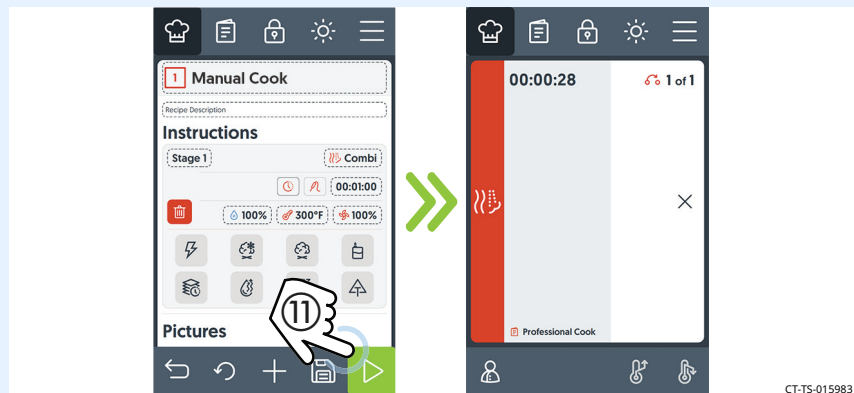 1 Manual Cook
Recipe Description
Instructions
Stage 1
Combi
00:01:00
100%
300°F
100%
11
Pictures
00:00:28
1 of 1
Professional Cook
CT-TS-015983